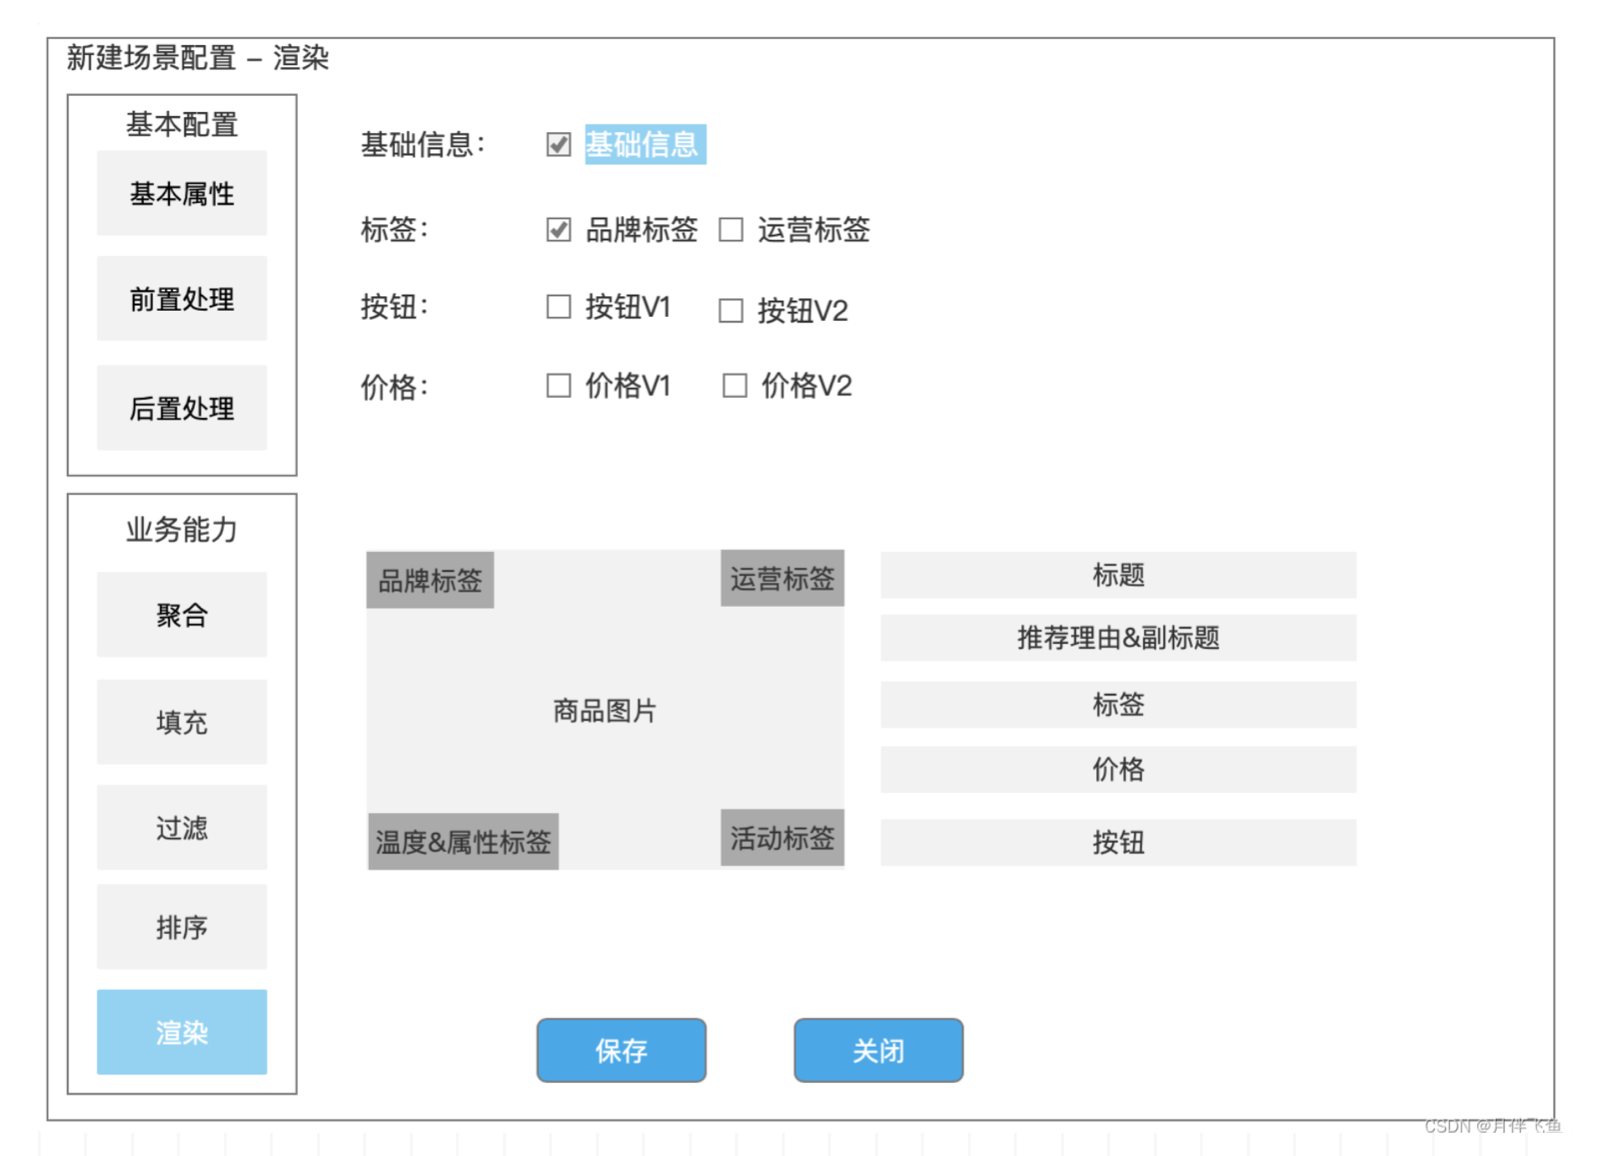 新建场景配置 – 渲染
基本配置
基本属性
前置处理
后置处理
业务能力
聚合
填充
过滤
排序
渲染
基础信息： 基础信息
标签： 品牌标签 运营标签
按钮： 按钮V1 按钮V2
价格： 价格V1 价格V2
品牌标签 运营标签
商品图片
温度&属性标签 活动标签
标题
推荐理由&副标题
标签
价格
按钮
保存 关闭
CSDN @月伴飞鱼